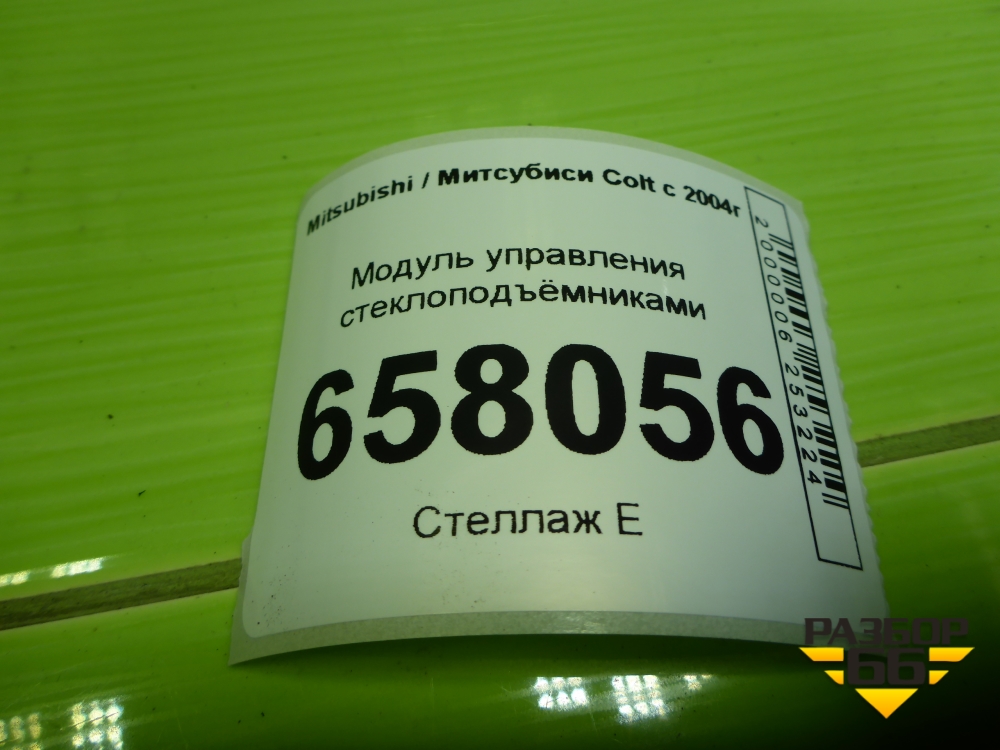 Mitsubishi / Митсубиси Colt с 2004г
Модуль управления
стеклоподъёмниками
658056
Стеллаж Е
2000006253224
РАЗБОР
66